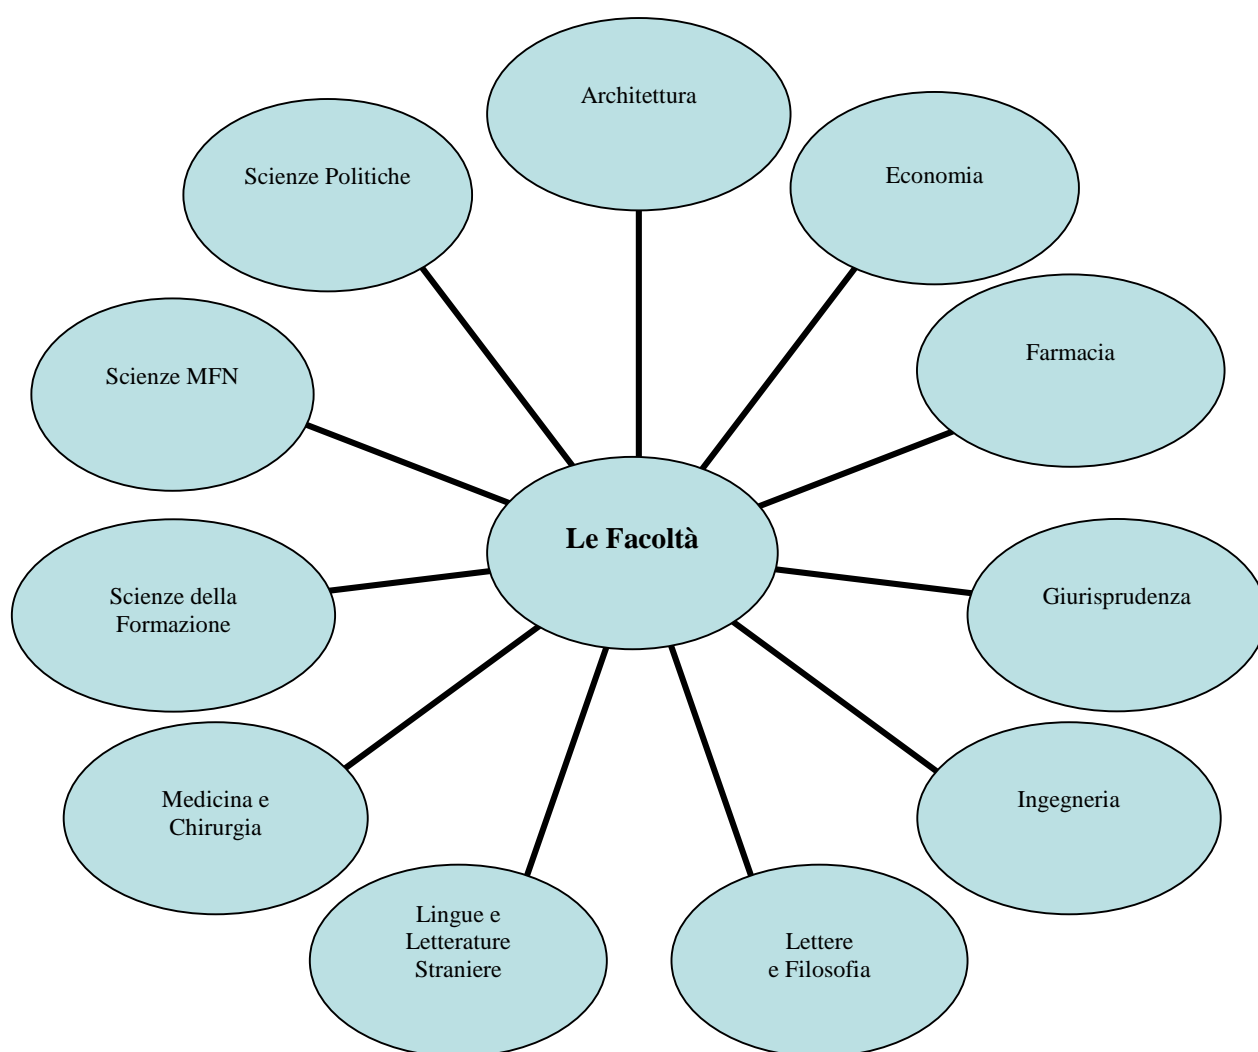 Architettura
Economia
Scienze Politiche
Farmacia
Scienze MFN
Le Facoltà
Giurisprudenza
Scienze della
Formazione
Ingegneria
Medicina e
Chirurgia
Lingue e
Letterature
Straniere
Lettere
e Filosofia